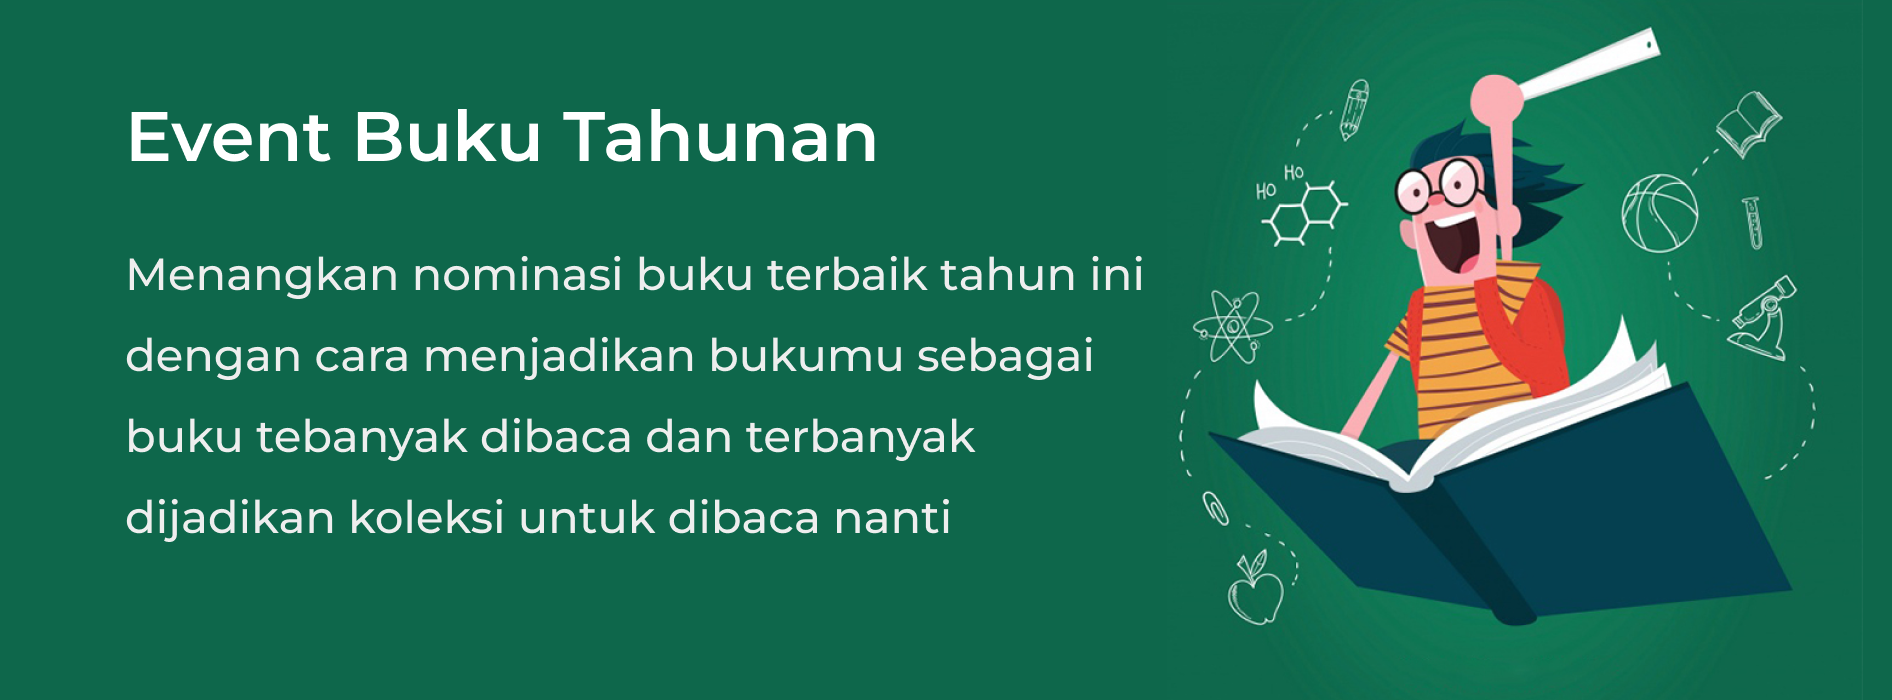 Event Buku Tahunan
Menangkan nominasi buku terbaik tahun ini
dengan cara menjadikan bukumu sebagai
buku tebanyak dibaca dan terbanyak
dijadikan koleksi untuk dibaca nanti
HO
HO